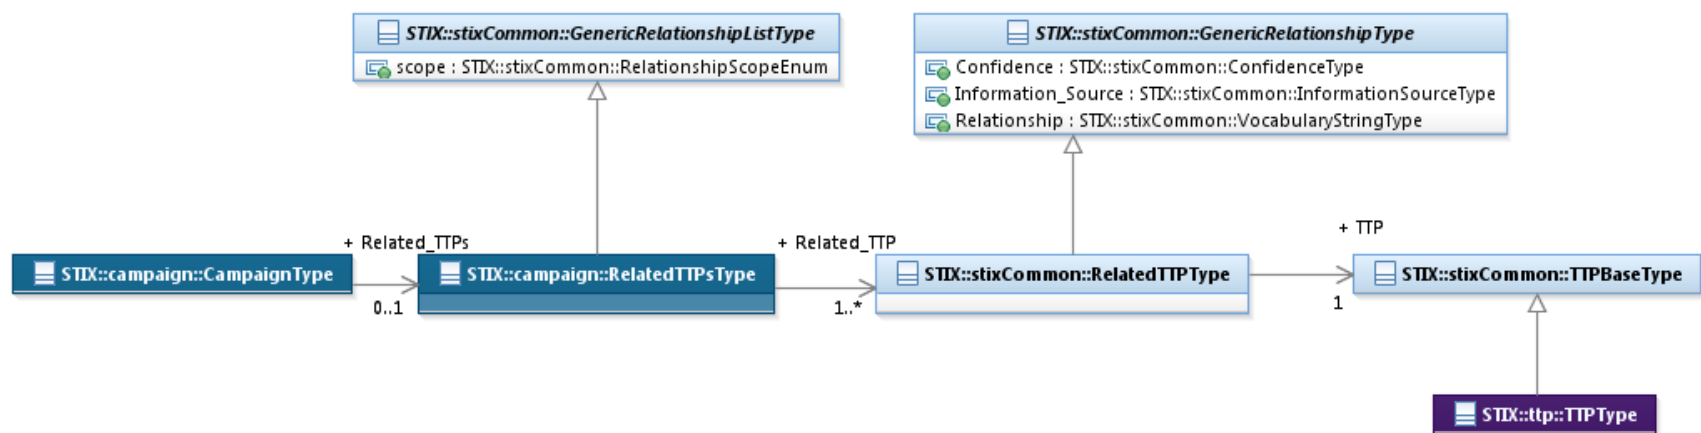 STIX::stixCommon::GenericRelationshipListType
scope : STIX::stixCommon::RelationshipScopeEnum
STIX::stixCommon::GenericRelationshipType
Confidence : STIX::stixCommon::ConfidenceType
Information_Source : STIX::stixCommon::InformationSourceType
Relationship : STIX::stixCommon::VocabularyStringType
+ Related_TTPs
+ Related_TTP
+ TTP
STIX::campaign::CampaignType
STIX::campaign::RelatedTTPsType
STIX::stixCommon::RelatedTTPType
STIX::stixCommon::TTPBaseType
0..1
1..*
1
STIX::ttp::TTPType